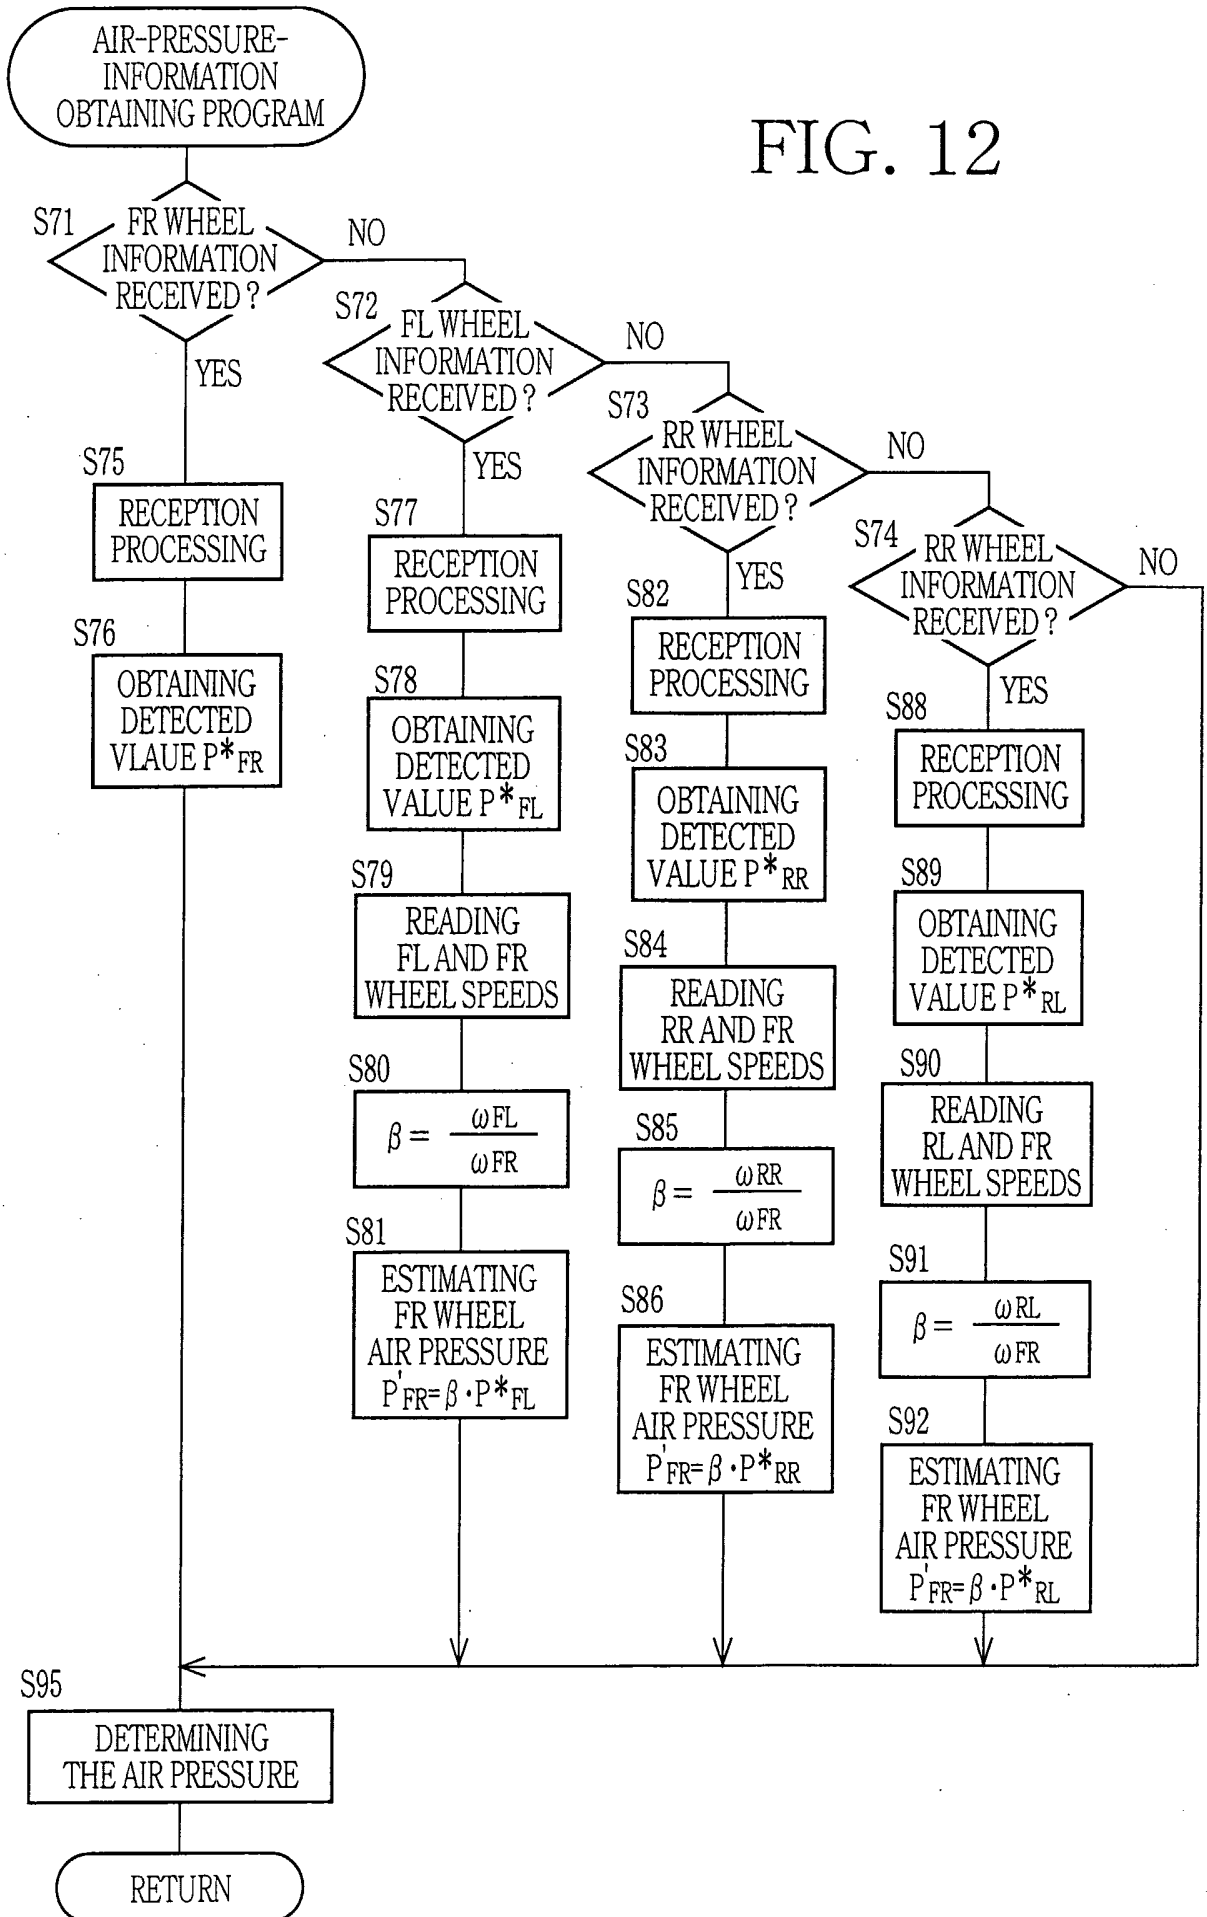 AIR-PRESSURE-
INFORMATION
OBTAINING PROGRAM
FIG. 12
S71
FR WHEEL
INFORMATION
RECEIVED?
NO
YES
S72
FL WHEEL
INFORMATION
RECEIVED?
NO
YES
S73
RR WHEEL
INFORMATION
RECEIVED?
NO
YES
S74
RR WHEEL
INFORMATION
RECEIVED?
NO
YES
S75
RECEPTION
PROCESSING
S76
OBTAINING
DETECTED
VLAUE P*FR
S77
RECEPTION
PROCESSING
S78
OBTAINING
DETECTED
VALUE P*FL
S79
READING
FL AND FR
WHEEL SPEEDS
S80
β = ωFL / ωFR
S81
ESTIMATING
FR WHEEL
AIR PRESSURE
P'FR=β·P*FL
S82
RECEPTION
PROCESSING
S83
OBTAINING
DETECTED
VALUE P*RR
S84
READING
RR AND FR
WHEEL SPEEDS
S85
β = ωRR / ωFR
S86
ESTIMATING
FR WHEEL
AIR PRESSURE
P'FR=β·P*RR
S88
RECEPTION
PROCESSING
S89
OBTAINING
DETECTED
VALUE P*RL
S90
READING
RL AND FR
WHEEL SPEEDS
S91
β = ωRL / ωFR
S92
ESTIMATING
FR WHEEL
AIR PRESSURE
P'FR=β·P*RL
S95
DETERMINING
THE AIR PRESSURE
RETURN